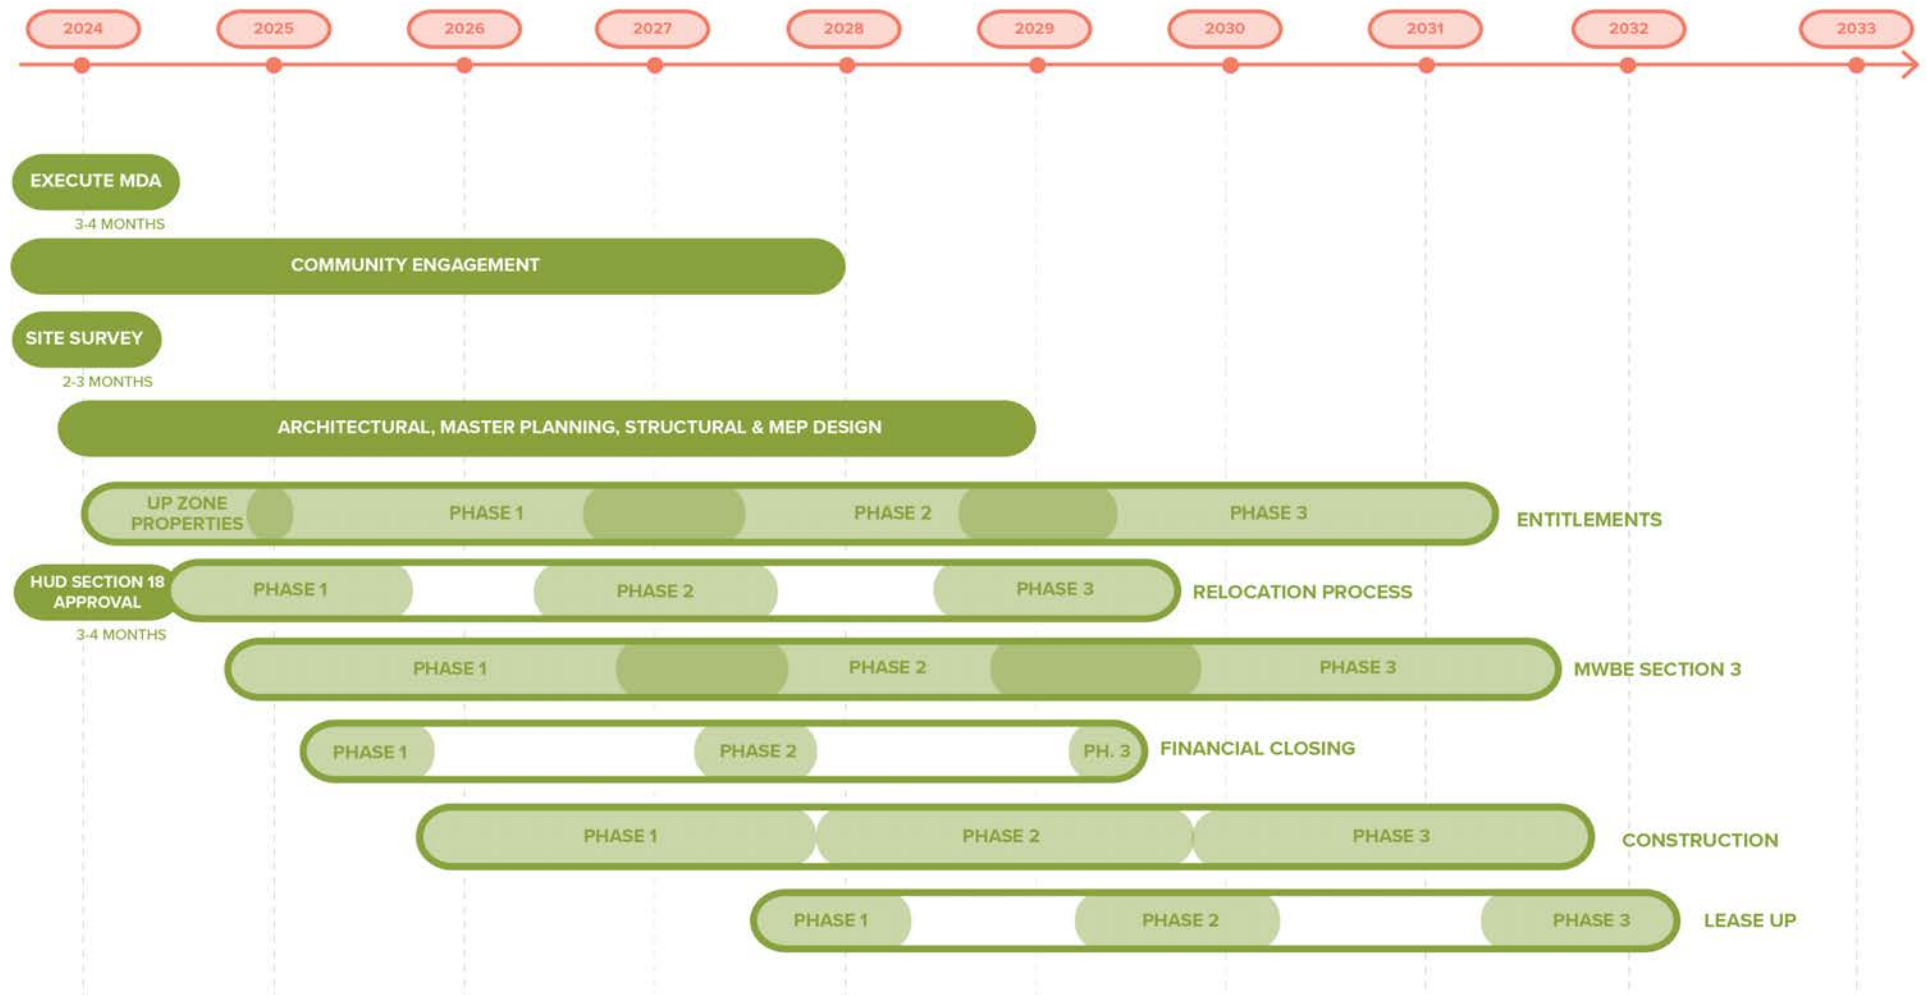 2024 2025 2026 2027 2028 2029 2030 2031 2032 2033
EXECUTE MDA
3-4 MONTHS
COMMUNITY ENGAGEMENT
SITE SURVEY
2-3 MONTHS
ARCHITECTURAL, MASTER PLANNING, STRUCTURAL & MEP DESIGN
UP ZONE
PROPERTIES
PHASE 1 PHASE 2 PHASE 3 ENTITLEMENTS
HUD SECTION 18
APPROVAL
3-4 MONTHS
PHASE 1 PHASE 2 PHASE 3 RELOCATION PROCESS
PHASE 1 PHASE 2 PHASE 3 MWBE SECTION 3
PHASE 1 PHASE 2 PH. 3 FINANCIAL CLOSING
PHASE 1 PHASE 2 PHASE 3 CONSTRUCTION
PHASE 1 PHASE 2 PHASE 3 LEASE UP